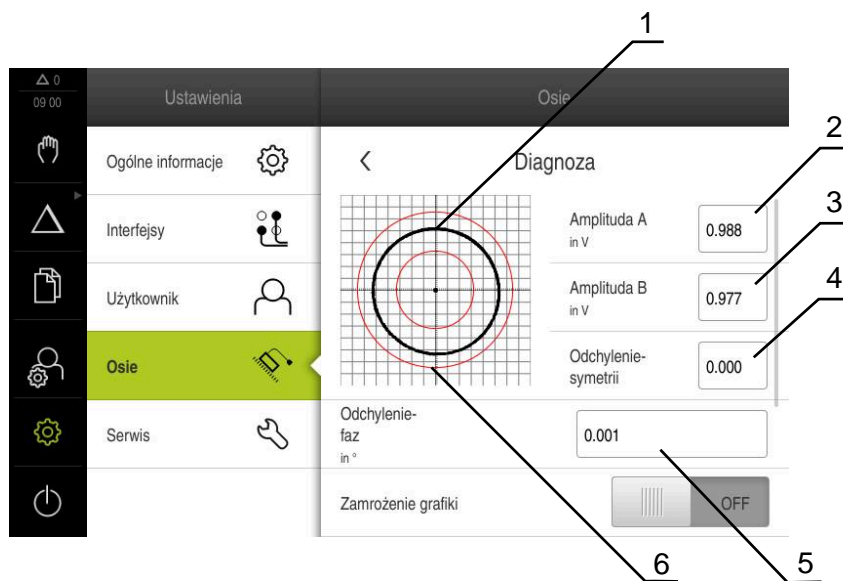 1
△ 0
09 00
Ustawienia
Osie
Ogólne informacje
Interfejsy
Użytkownik
Osie
Serwis
Diagnoza
2
Amplituda A
in V
0.988
3
Amplituda B
in V
0.977
4
Odchylenie-
symetrii
0.000
Odchylenie-
faz
in °
0.001
Zamrożenie grafiki
OFF
6
5